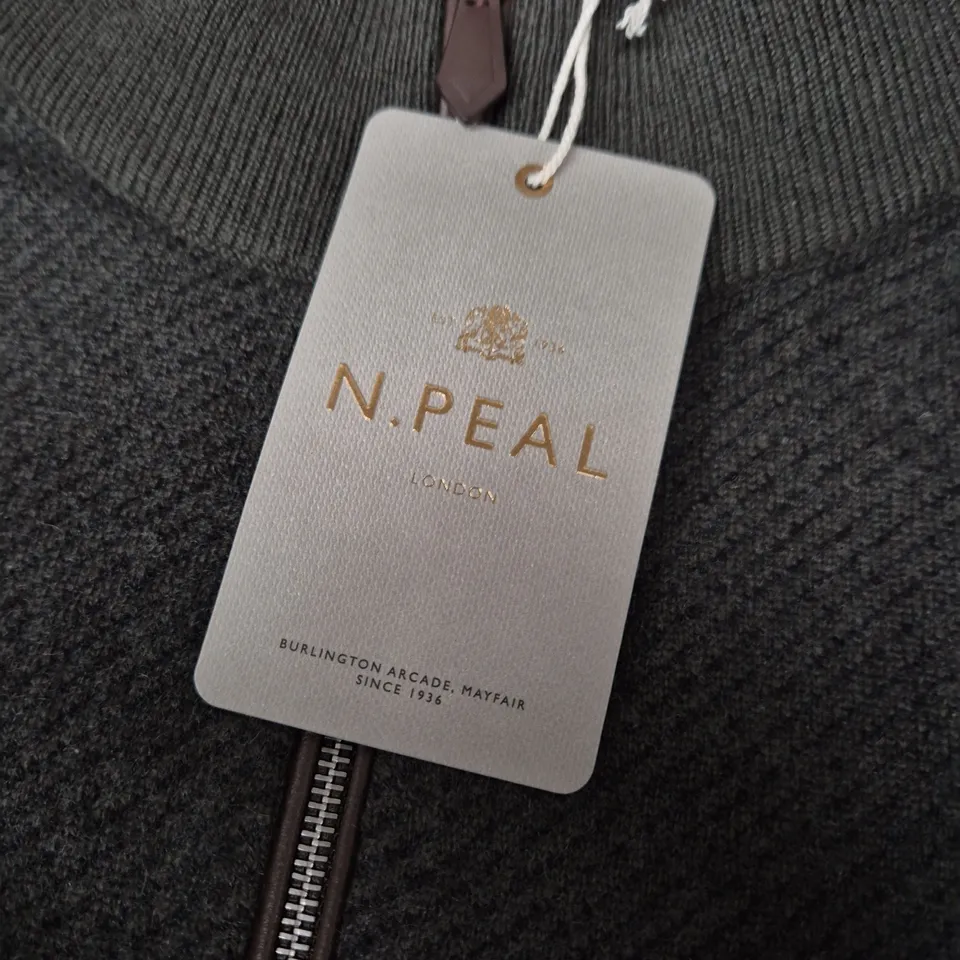 EST 1936
N.PEAL
LONDON
BURLINGTON ARCADE, MAYFAIR
SINCE 1936